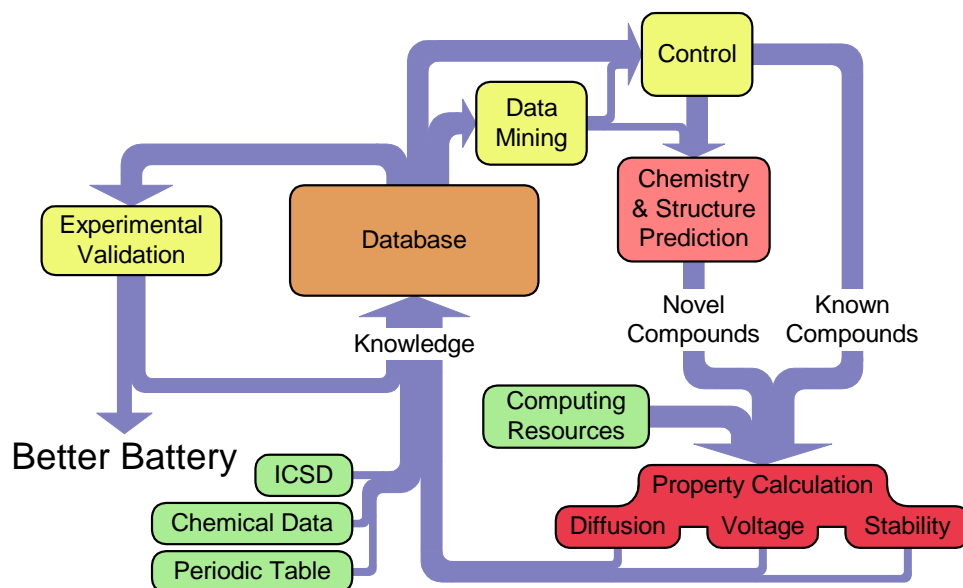 Control
Data
Mining
Chemistry
& Structure
Prediction
Experimental
Validation
Database
Novel
Compounds
Known
Compounds
Knowledge
Computing
Resources
Better Battery
ICSD
Chemical Data
Periodic Table
Property Calculation
Diffusion
Voltage
Stability